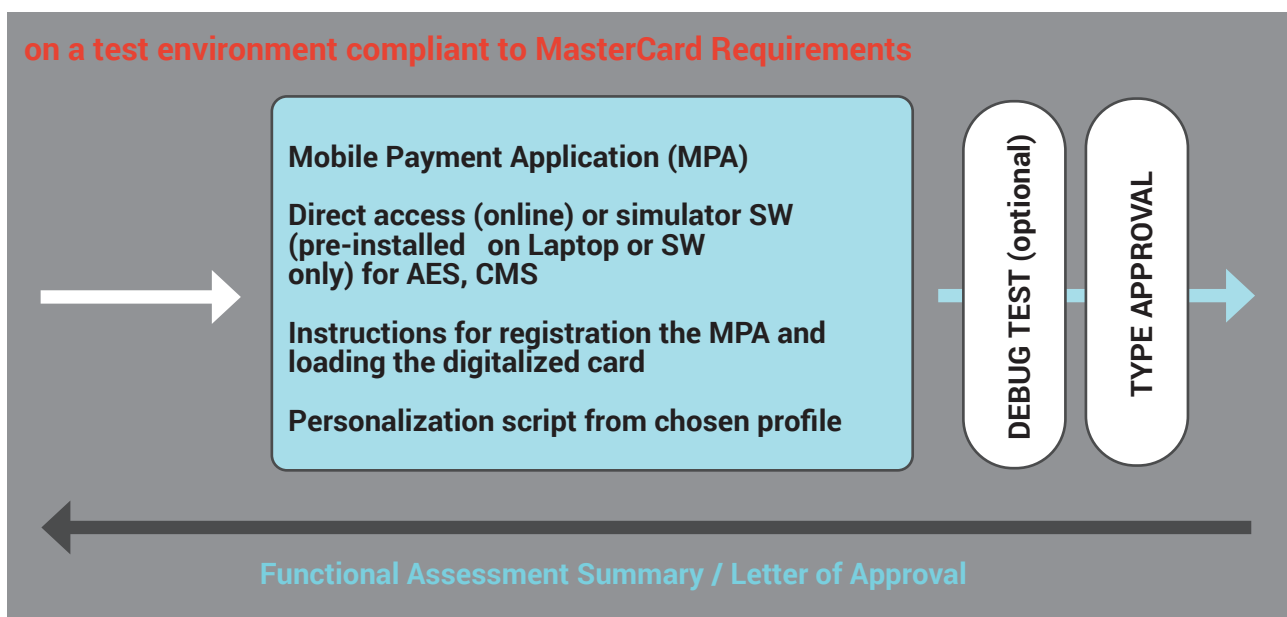 on a test environment compliant to MasterCard Requirements
Mobile Payment Application (MPA)
Direct access (online) or simulator SW
(pre-installed on Laptop or SW
only) for AES, CMS
Instructions for registration the MPA and
loading the digitalized card
Personalization script from chosen profile
DEBUG TEST (optional)
TYPE APPROVAL
Functional Assessment Summary / Letter of Approval